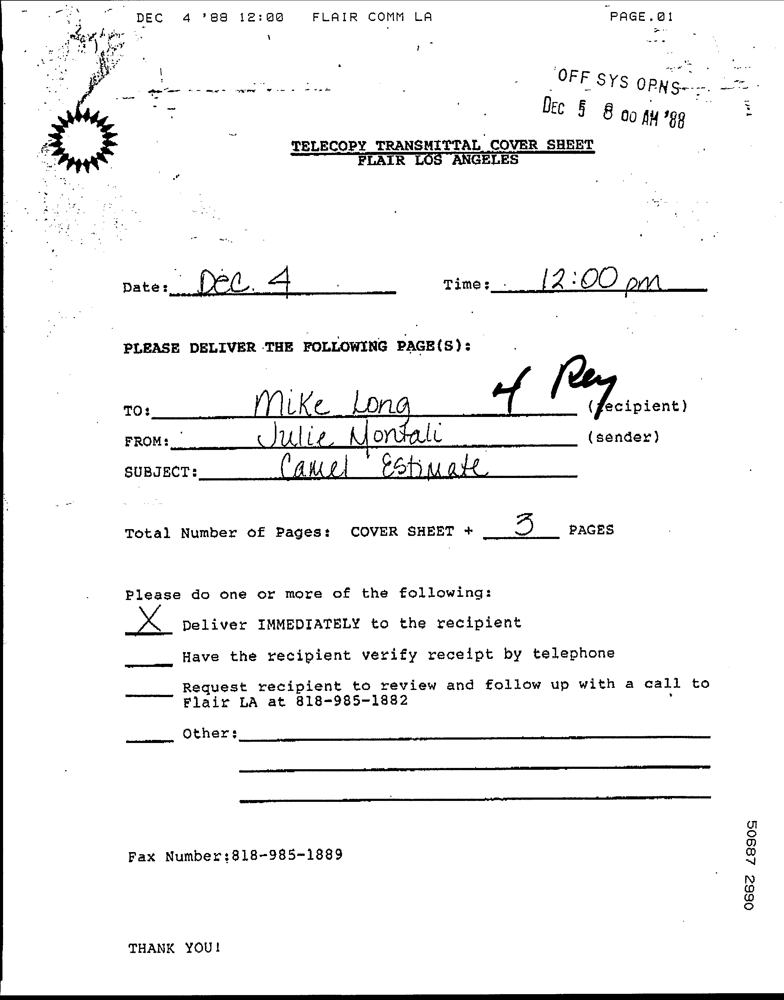 DEC 4 '88 12:00 FLAIR COMM LA PAGE.01
OFF SYS OPNS
DEC 5 8 00 AM '88
TELECOPY TRANSMITTAL COVER SHEET
FLAIR LOS ANGELES
Date: Dec. 4 Time: 12:00 pm
PLEASE DELIVER THE FOLLOWING PAGE(S):
TO: Mike Long (recipient)
FROM: Julie Montali (sender)
SUBJECT: Camel Estimate
Total Number of Pages: COVER SHEET + 3 PAGES
Please do one or more of the following:
X Deliver IMMEDIATELY to the recipient
Have the recipient verify receipt by telephone
Request recipient to review and follow up with a call to
Flair LA at 818-985-1882
Other:
Fax Number:818-985-1889
THANK YOU!
50687 2990